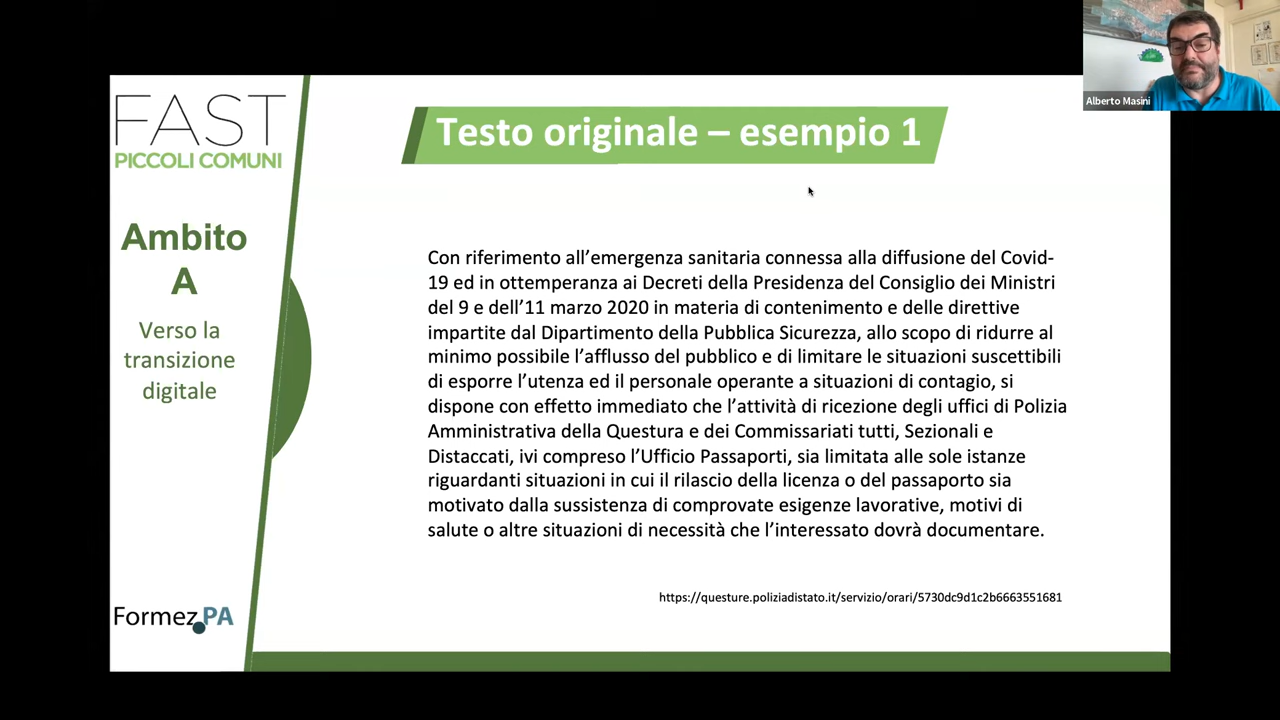 FAST
PICCOLI COMUNI
Ambito
A
Verso la
transizione
digitale
Formez PA
Testo originale – esempio 1
Con riferimento all’emergenza sanitaria connessa alla diffusione del Covid-
19 ed in ottemperanza ai Decreti della Presidenza del Consiglio dei Ministri
del 9 e dell’11 marzo 2020 in materia di contenimento e delle direttive
impartite dal Dipartimento della Pubblica Sicurezza, allo scopo di ridurre al
minimo possibile l’afflusso del pubblico e di limitare le situazioni suscettibili
di esporre l’utenza ed il personale operante a situazioni di contagio, si
dispone con effetto immediato che l’attività di ricezione degli uffici di Polizia
Amministrativa della Questura e dei Commissariati tutti, Sezionali e
Distaccati, ivi compreso l’Ufficio Passaporti, sia limitata alle sole istanze
riguardanti situazioni in cui il rilascio della licenza o del passaporto sia
motivato dalla sussistenza di comprovate esigenze lavorative, motivi di
salute o altre situazioni di necessità che l’interessato dovrà documentare.
https://questure.poliziadistato.it/servizio/orari/5730dc9d1c2b6663551681
Alberto Masini